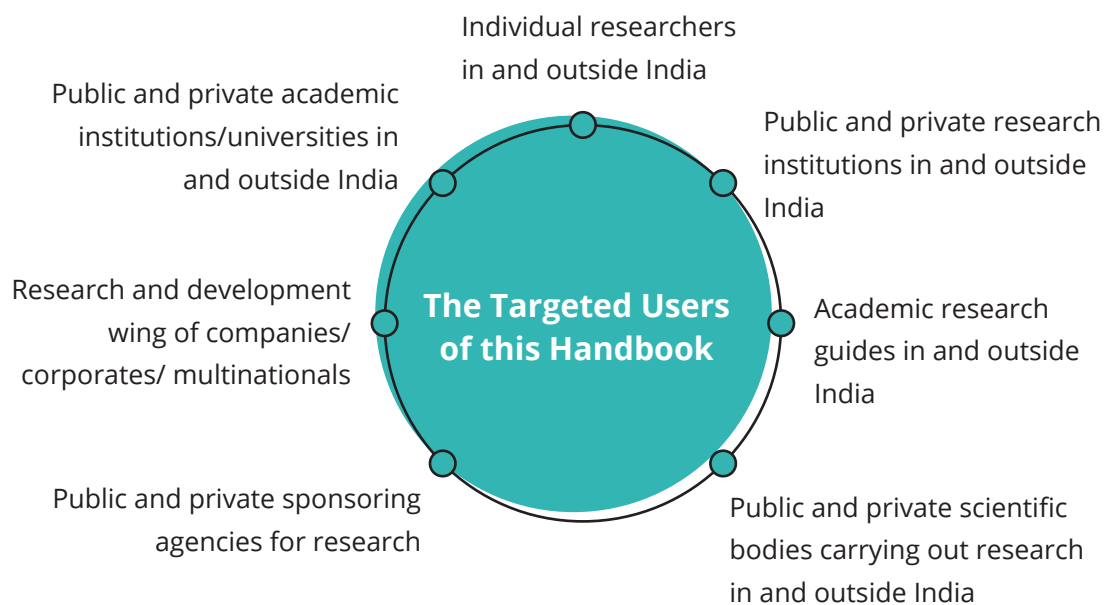 Individual researchers
in and outside India
Public and private research
institutions in and outside
India
Academic research
guides in and outside
India
Public and private scientific
bodies carrying out research
in and outside India
Public and private sponsoring
agencies for research
Research and development
wing of companies/
corporates/ multinationals
Public and private academic
institutions/universities in
and outside India
The Targeted Users
of this Handbook